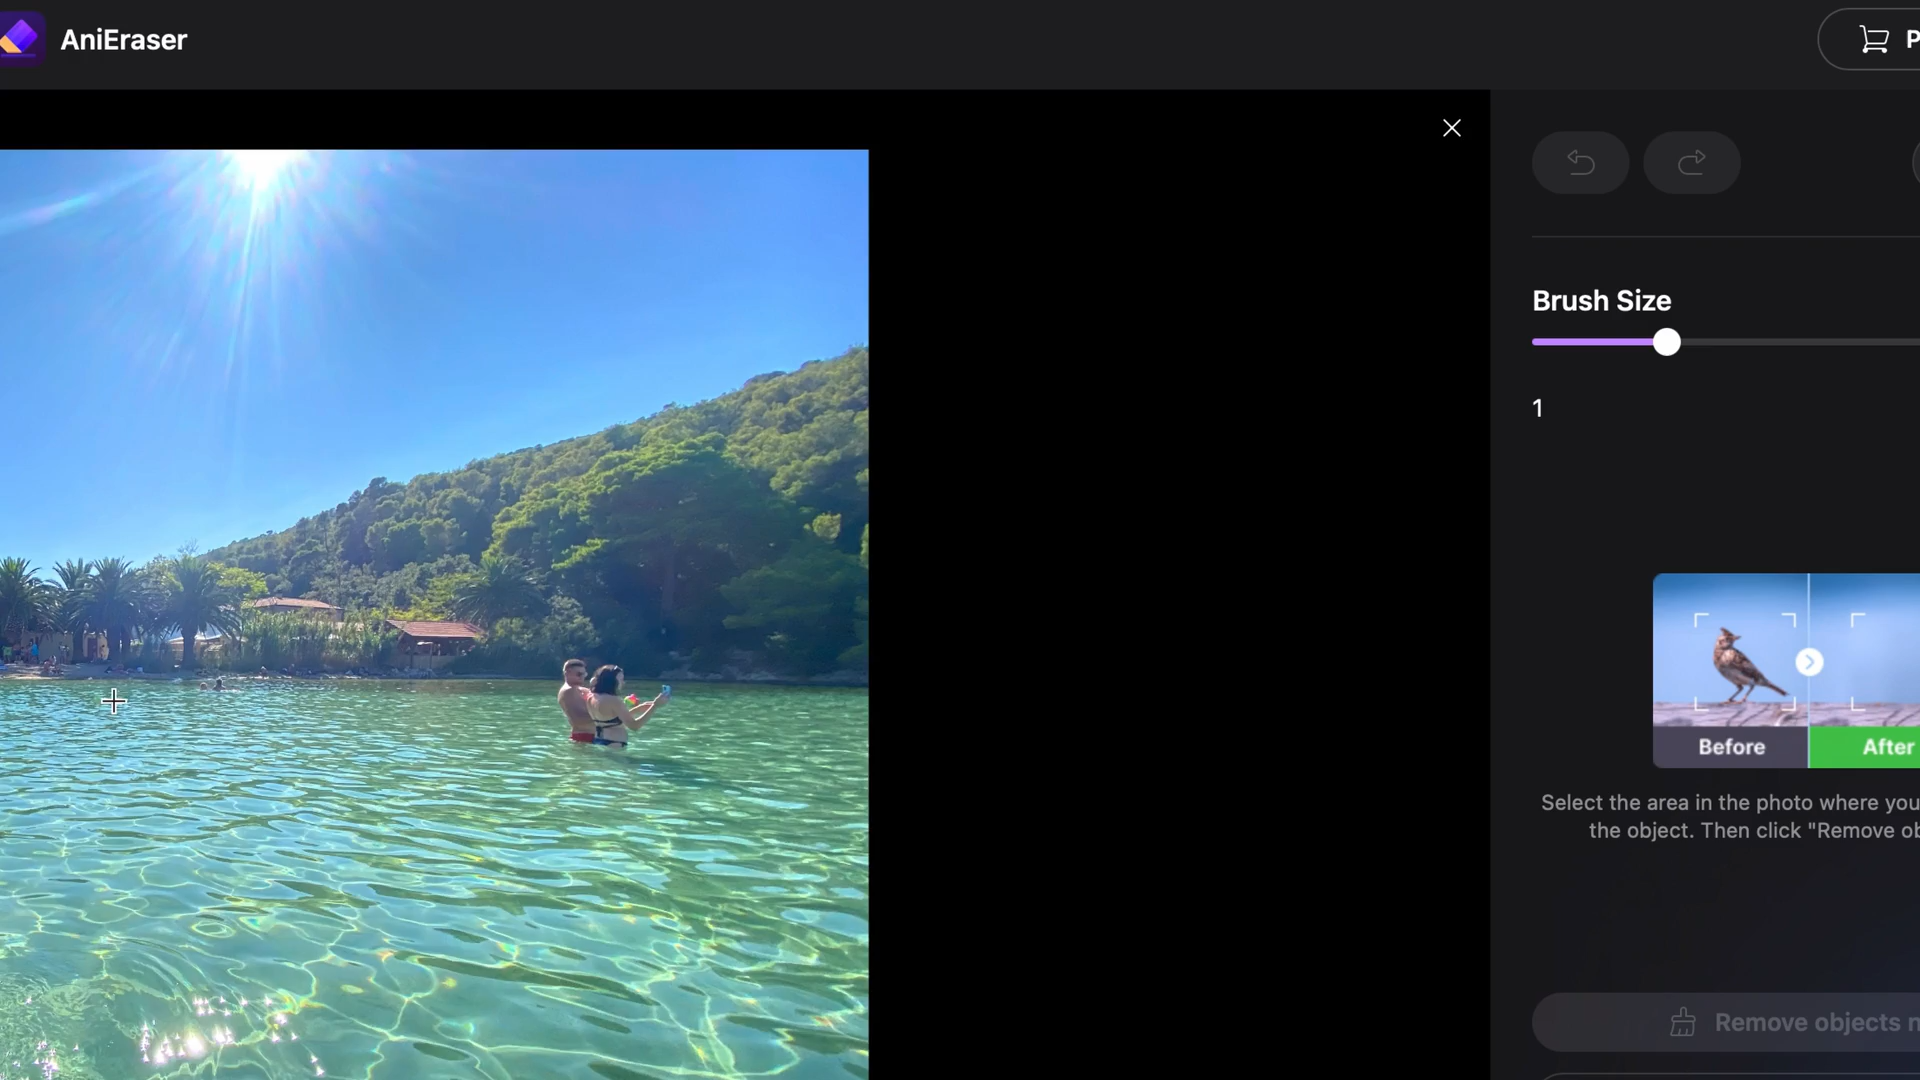 AniEraser
P
Brush Size
1
Before
After
Select the area in the photo where you
the object. Then click "Remove ob
Remove objects n